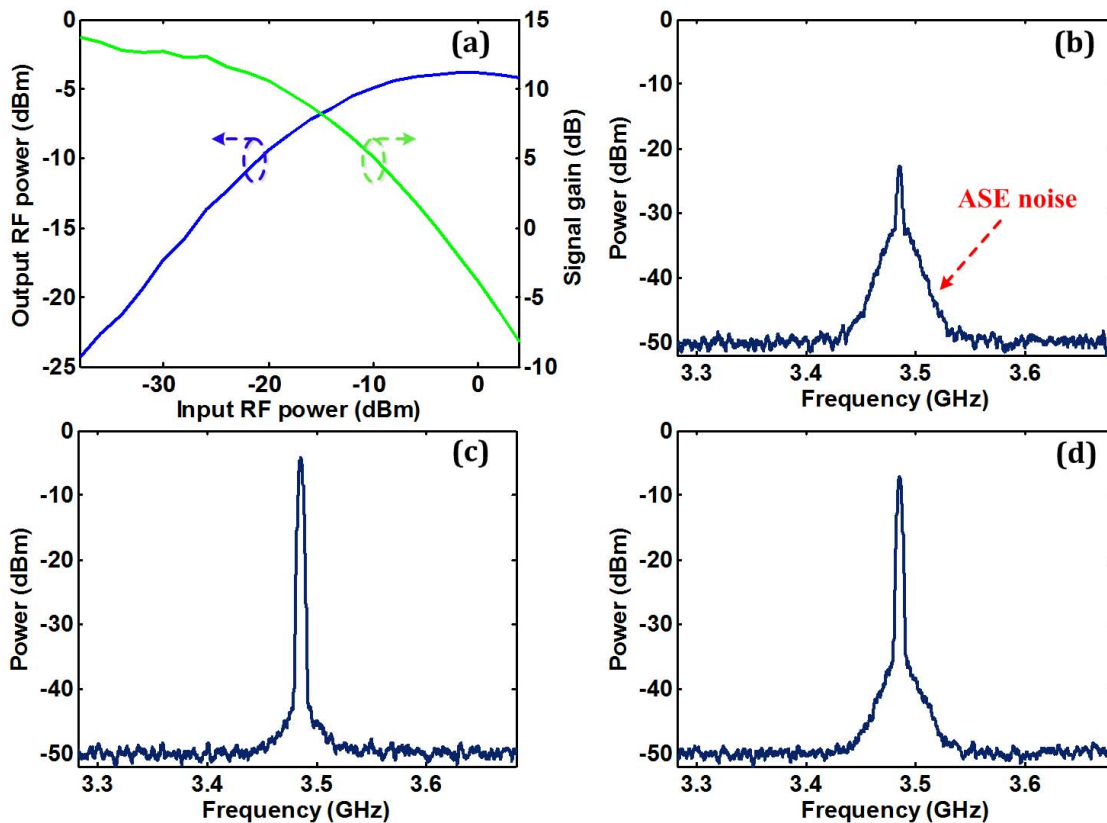 (a)
Output RF power (dBm)
0
-5
-10
-15
-20
-25
Signal gain (dB)
15
10
5
0
-5
-10
-30 -20 -10 0
Input RF power (dBm)
(b)
Power (dBm)
0
-10
-20
-30
-40
-50
ASE noise
3.3 3.4 3.5 3.6
Frequency (GHz)
(c)
Power (dBm)
0
-10
-20
-30
-40
-50
3.3 3.4 3.5 3.6
Frequency (GHz)
(d)
Power (dBm)
0
-10
-20
-30
-40
-50
3.3 3.4 3.5 3.6
Frequency (GHz)